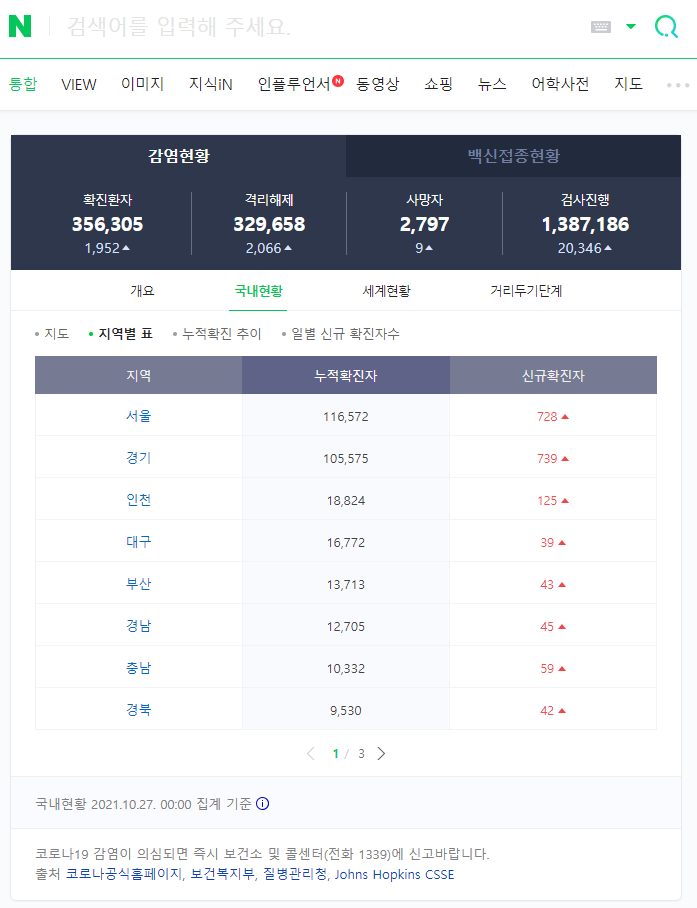 N 검색어를 입력해 주세요.
통합 VIEW 이미지 지식iN 인플루언서 N 동영상 쇼핑 뉴스 어학사전 지도
감염현황 백신접종현황
확진환자 격리해제 사망자 검사진행
356,305 329,658 2,797 1,387,186
1,952▲ 2,066▲ 9▲ 20,346▲
개요 국내현황 세계현황 거리두기단계
• 지도 • 지역별 표 • 누적확진 추이 • 일별 신규 확진자수
지역 누적확진자 신규확진자
서울 116,572 728▲
경기 105,575 739▲
인천 18,824 125▲
대구 16,772 39▲
부산 13,713 43▲
경남 12,705 45▲
충남 10,332 59▲
경북 9,530 42▲
< 1 / 3 >
국내현황 2021.10.27. 00:00 집계 기준 i
코로나19 감염이 의심되면 즉시 보건소 및 콜센터(전화 1339)에 신고바랍니다.
출처 코로나공식홈페이지, 보건복지부, 질병관리청, Johns Hopkins CSSE